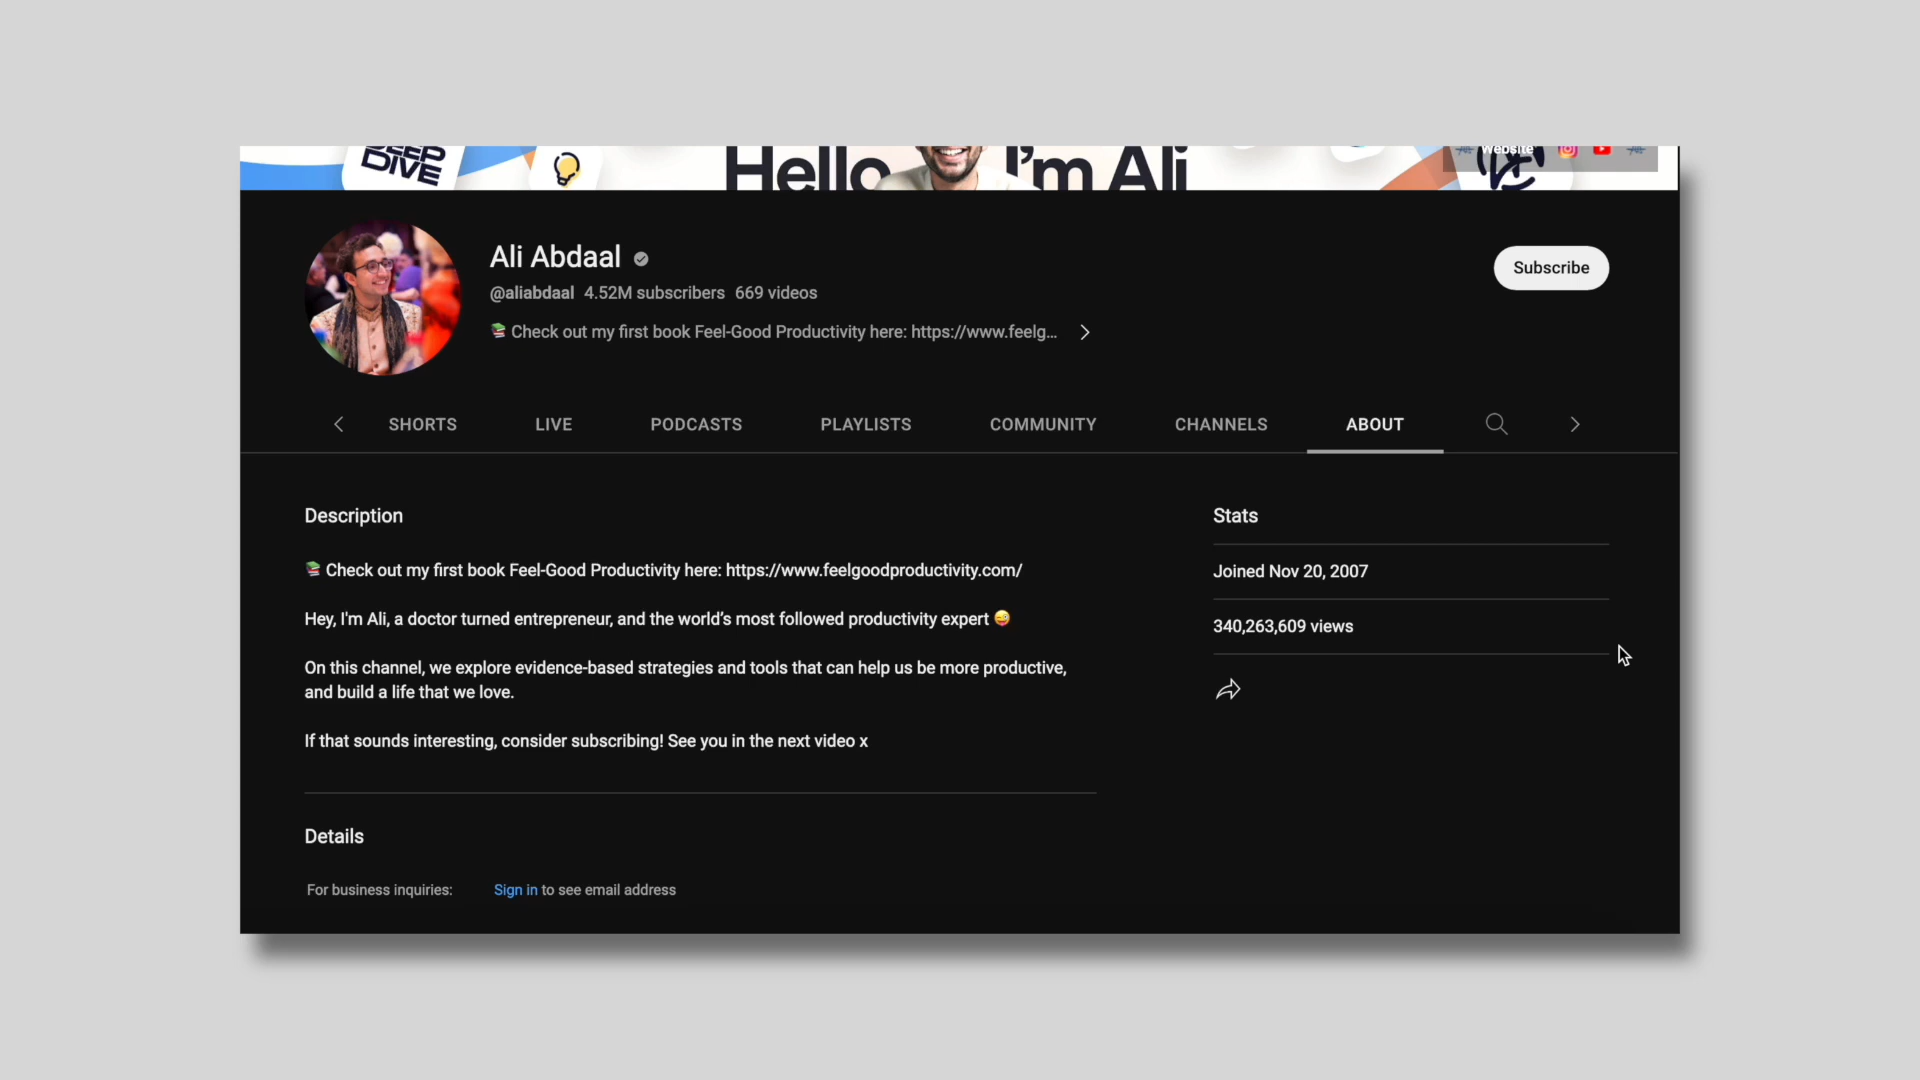 DEEP
DIVE
Hello
I'm Ali
Website
Ali Abdaal
@aliabdaal 4.52M subscribers 669 videos
Check out my first book Feel-Good Productivity here: https://www.feelg...
Subscribe
SHORTS LIVE PODCASTS PLAYLISTS COMMUNITY CHANNELS ABOUT
Description
Check out my first book Feel-Good Productivity here: https://www.feelgoodproductivity.com/
Hey, I'm Ali, a doctor turned entrepreneur, and the world’s most followed productivity expert
On this channel, we explore evidence-based strategies and tools that can help us be more productive,
and build a life that we love.
If that sounds interesting, consider subscribing! See you in the next video x
Details
For business inquiries: Sign in to see email address
Stats
Joined Nov 20, 2007
340,263,609 views